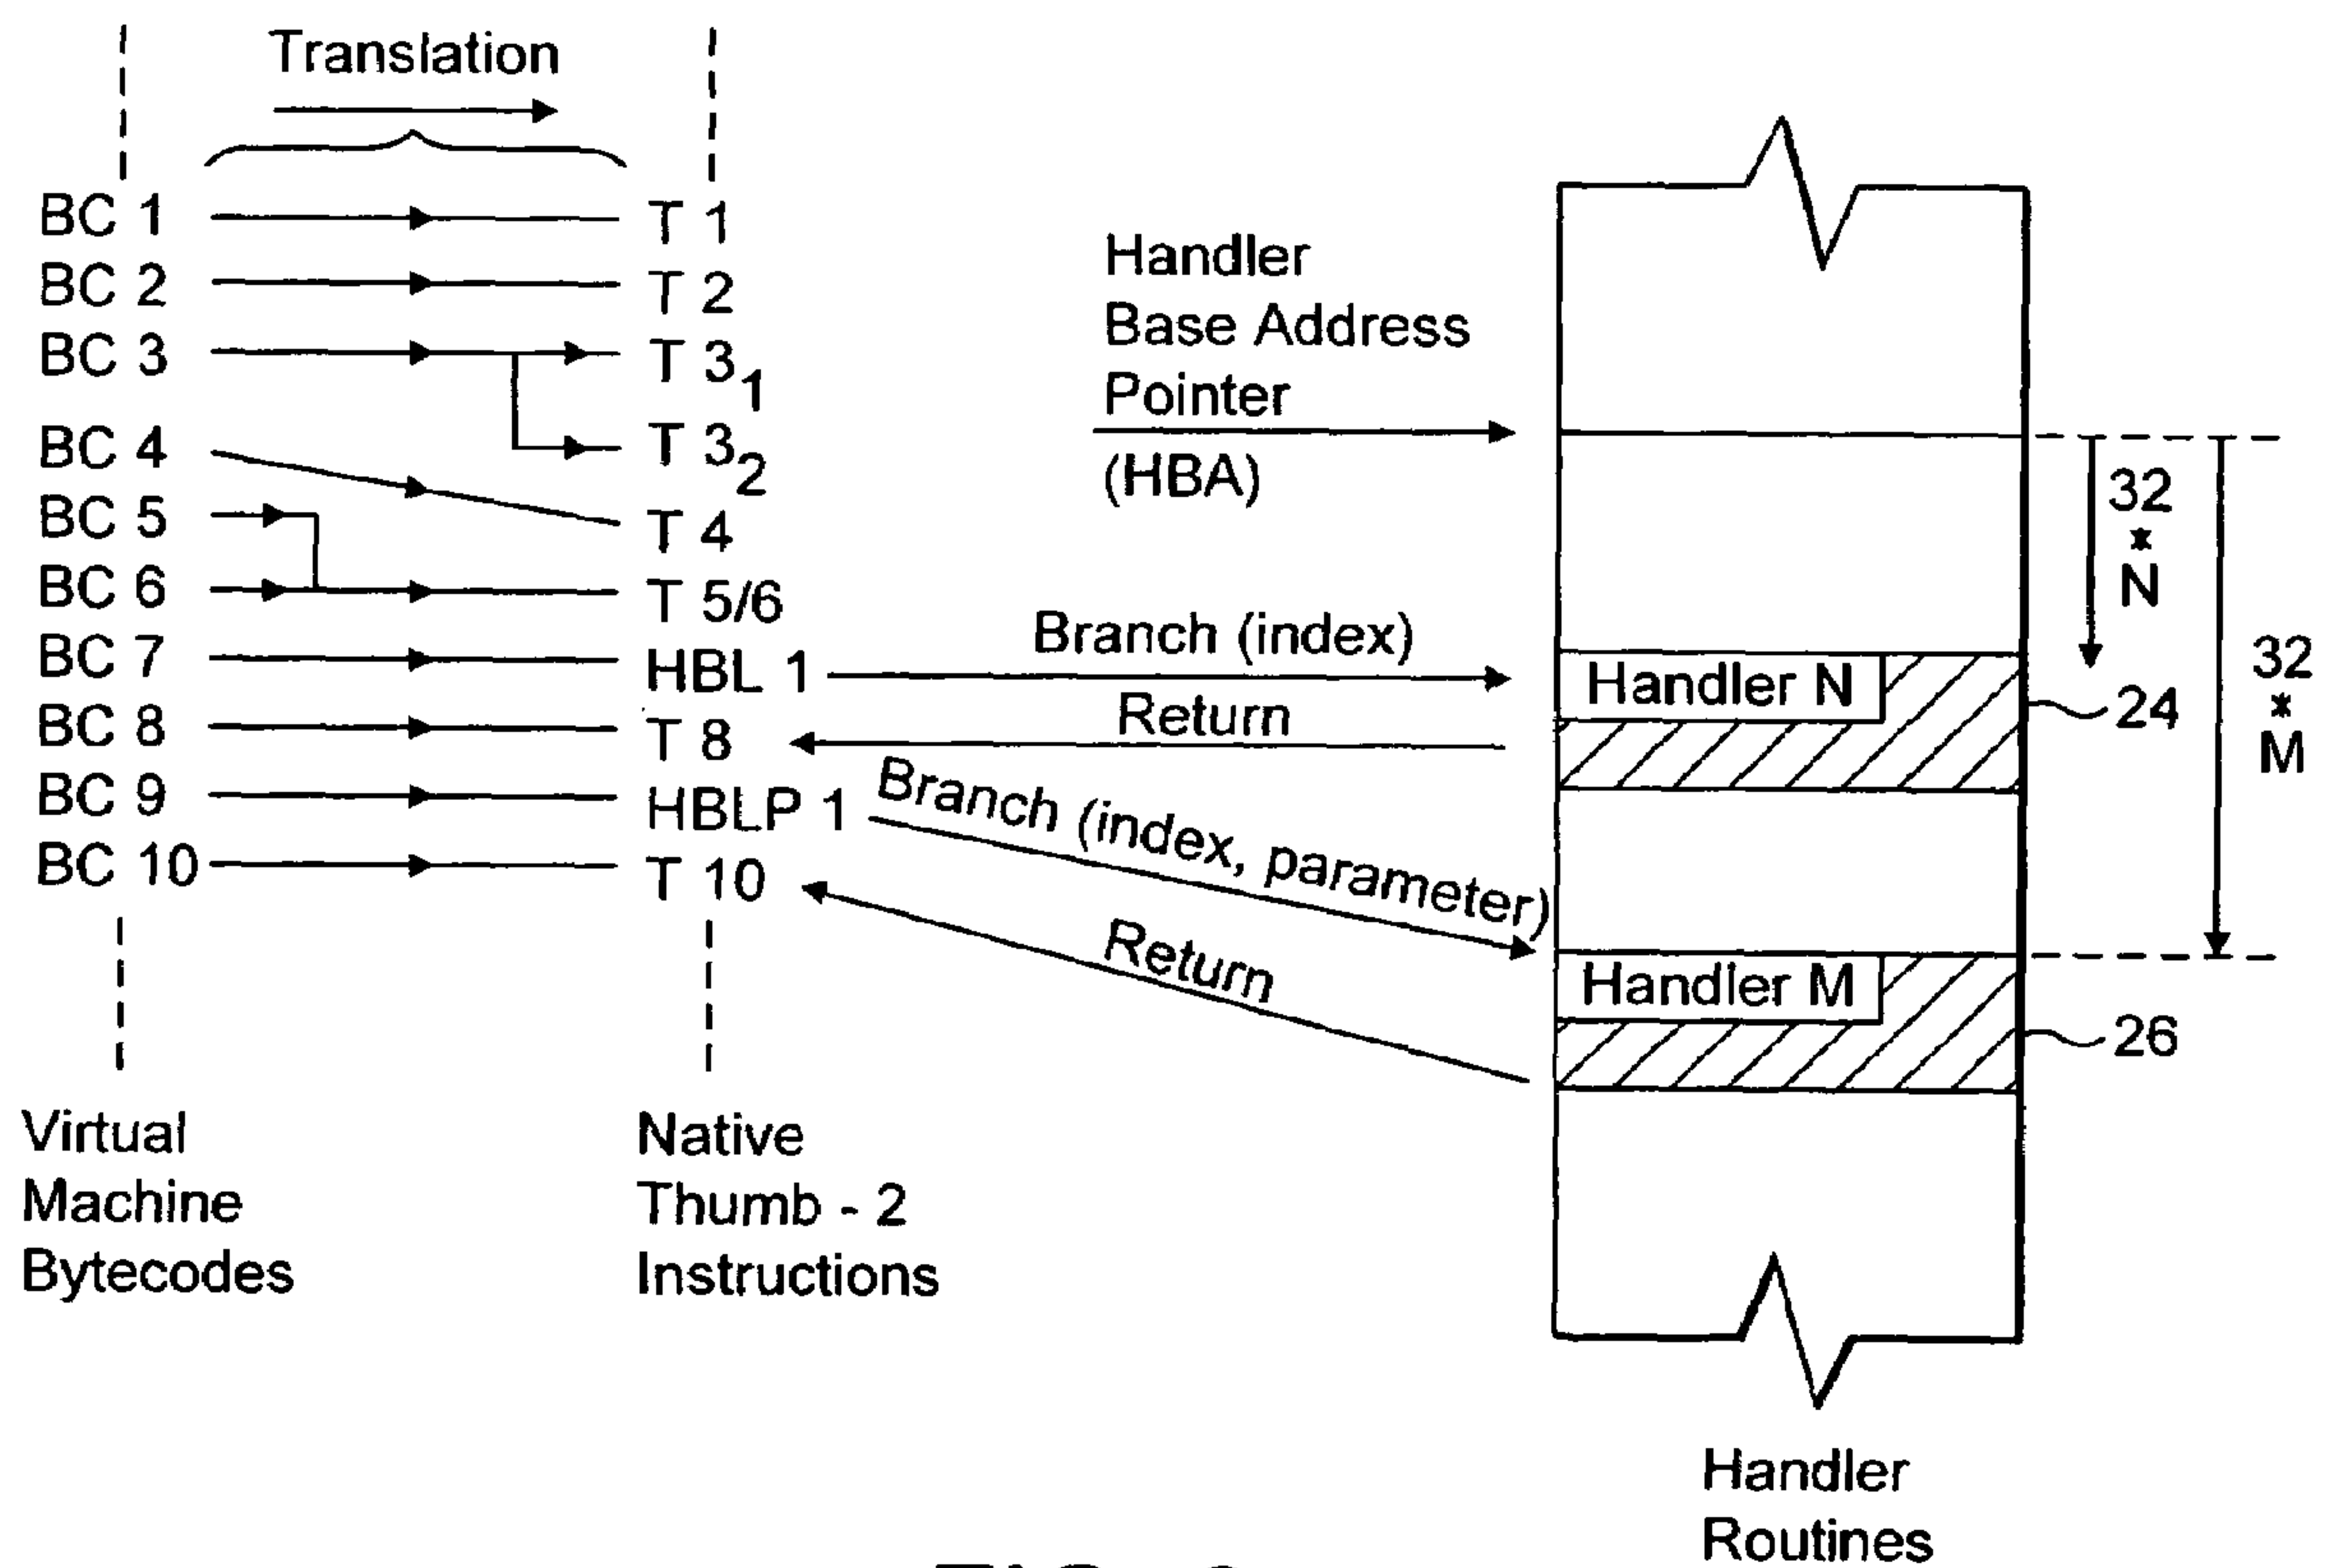 Translation
BC 1
BC 2
BC 3
BC 4
BC 5
BC 6
BC 7
BC 8
BC 9
BC 10
T 1
T 2
T 3₁
T 3₂
T 4
T 5/6
HBL 1
T 8
HBLP 1
T 10
Virtual
Machine
Bytecodes
Native
Thumb - 2
Instructions
Handler
Base Address
Pointer
(HBA)
Branch (index)
Return
Branch (index, parameter)
Return
Handler N
Handler M
32
*
N
32
*
M
24
26
Handler
Routines